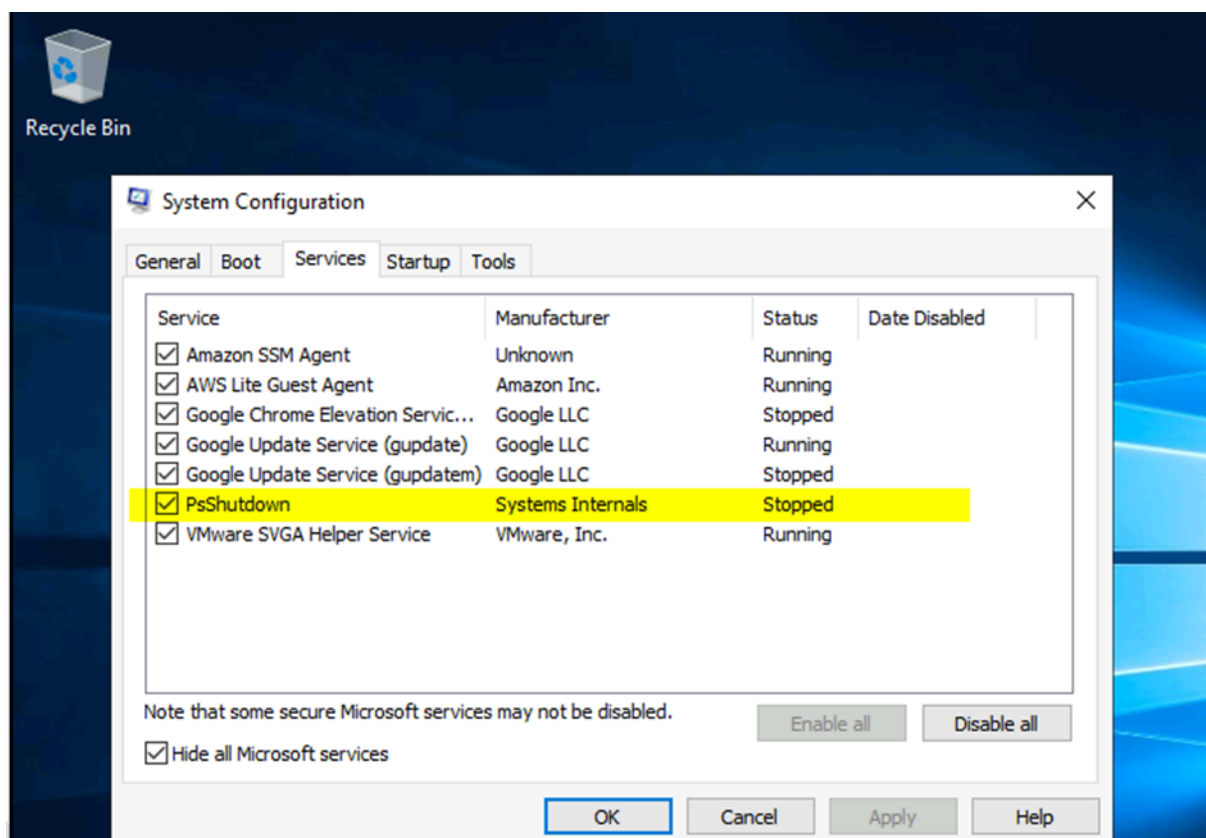 Recycle Bin
System Configuration
General Boot Services Startup Tools
Service Manufacturer Status Date Disabled
Amazon SSM Agent Unknown Running
AWS Lite Guest Agent Amazon Inc. Running
Google Chrome Elevation Servic... Google LLC Stopped
Google Update Service (gupdate) Google LLC Running
Google Update Service (gupdatem) Google LLC Stopped
PsShutdown Systems Internals Stopped
VMware SVGA Helper Service VMware, Inc. Running
Note that some secure Microsoft services may not be disabled.
Enable all Disable all
Hide all Microsoft services
OK Cancel Apply Help